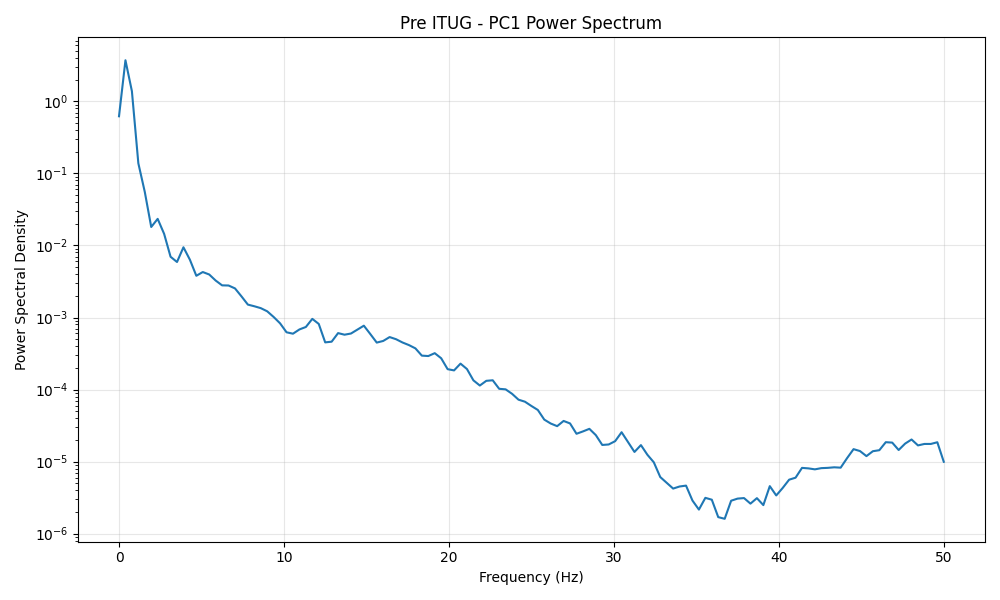 Pre ITUG - PC1 Power Spectrum
Power Spectral Density
10⁰
10⁻¹
10⁻²
10⁻³
10⁻⁴
10⁻⁵
10⁻⁶
0 10 20 30 40 50
Frequency (Hz)